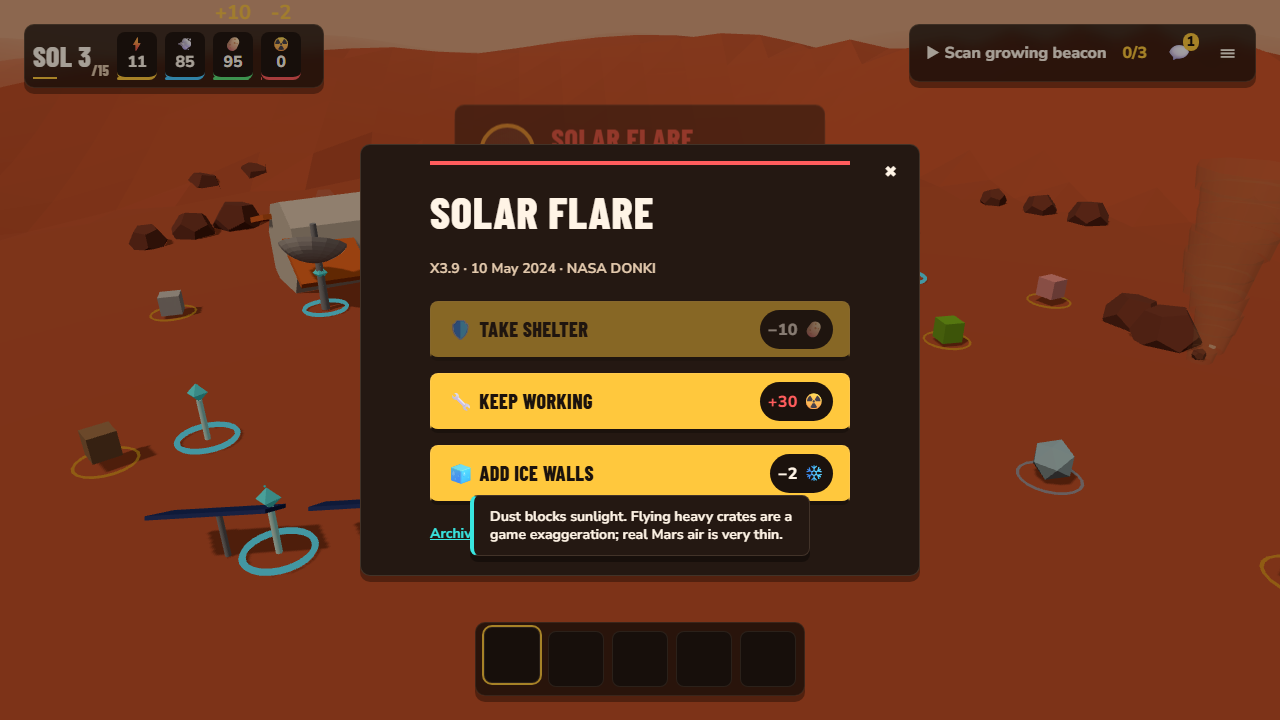 +10 -2
SOL 3/15
11
85
95
0
Scan growing beacon 0/3
1
SOLAR FLARE
SOLAR FLARE
X3.9 · 10 May 2024 · NASA DONKI
TAKE SHELTER
−10
KEEP WORKING
+30
ADD ICE WALLS
−2
Archiv
Dust blocks sunlight. Flying heavy crates are a
game exaggeration; real Mars air is very thin.